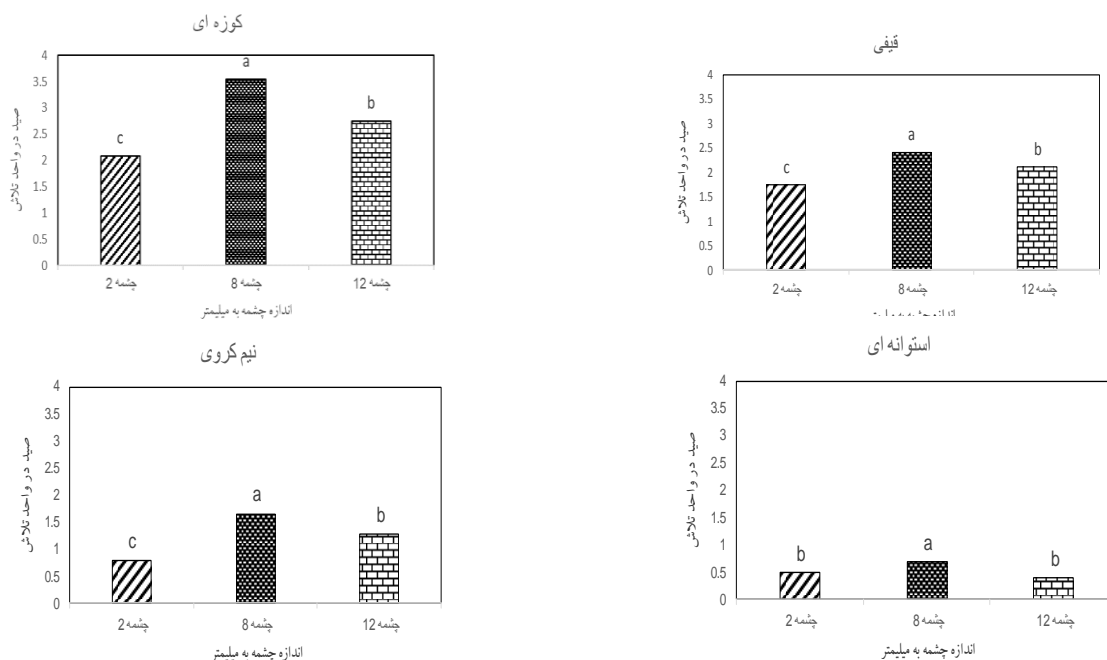 کوزه ای
صید در واحد تلاش
4
3.5
3
2.5
2
1.5
1
0.5
0
c
a
b
چشمه 2
چشمه 8
چشمه 12
اندازه چشمه به میلیمتر
قیفی
صید در واحد تلاش
4
3.5
3
2.5
2
1.5
1
0.5
0
c
a
b
چشمه 2
چشمه 8
چشمه 12
اندازه چشمه به میلیمتر
نیم کروی
صید در واحد تلاش
4
3.5
3
2.5
2
1.5
1
0.5
0
c
a
b
چشمه 2
چشمه 8
چشمه 12
اندازه چشمه به میلیمتر
استوانه ای
صید در واحد تلاش
4
3.5
3
2.5
2
1.5
1
0.5
0
b
a
b
چشمه 2
چشمه 8
چشمه 12
اندازه چشمه به میلیمتر